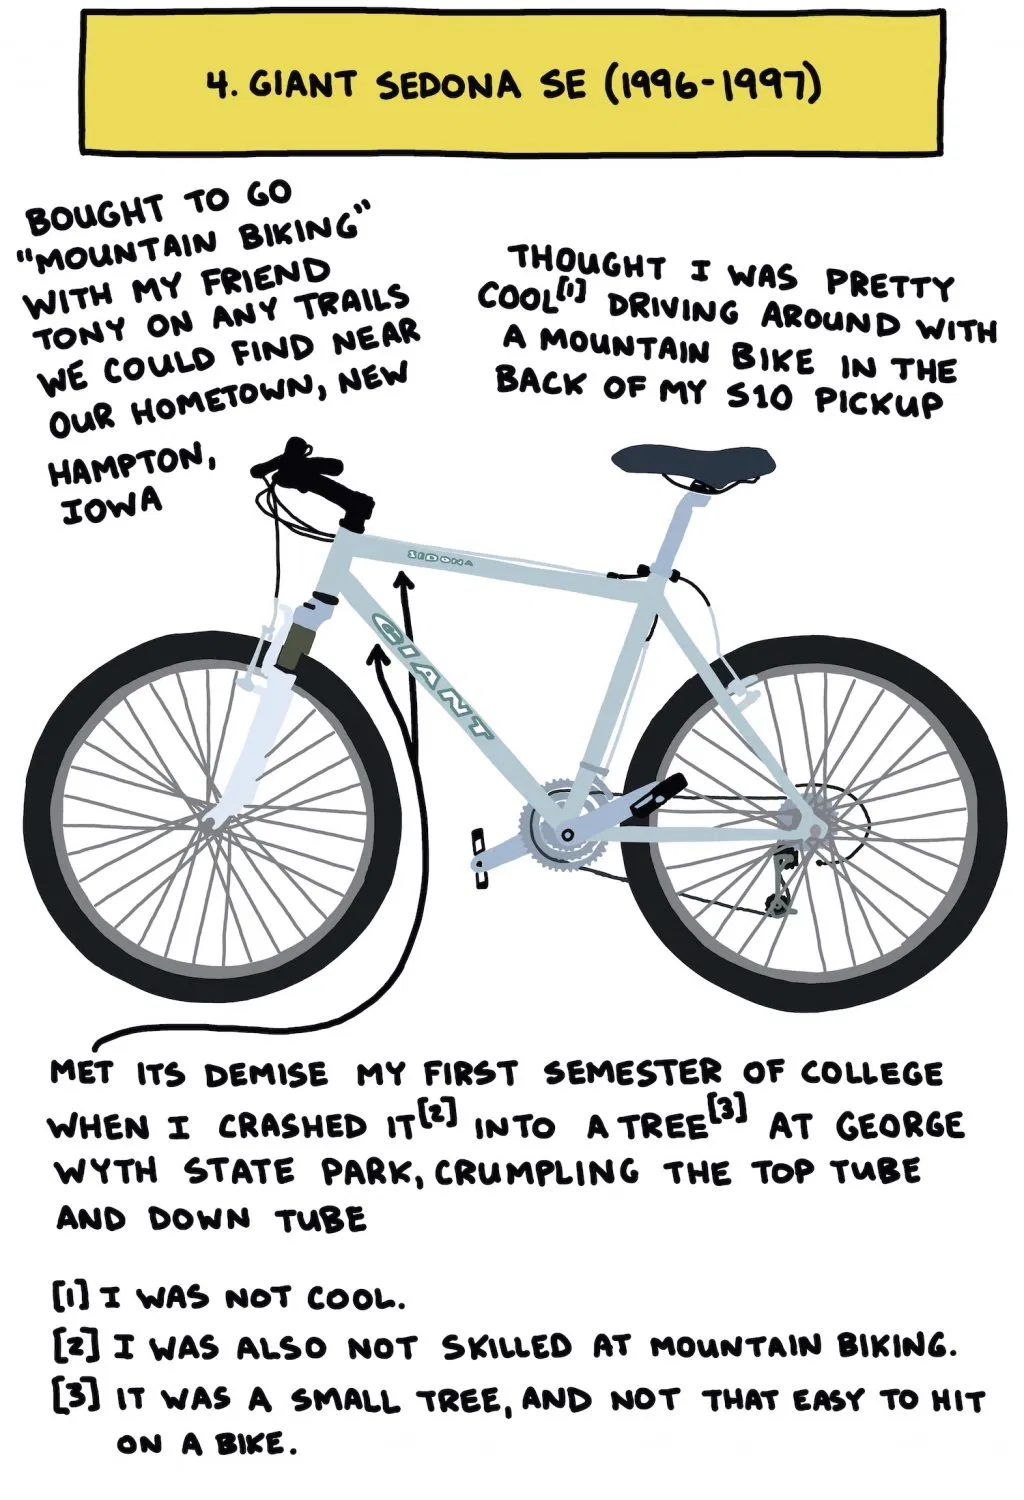 4. GIANT SEDONA SE (1996-1997)
BOUGHT TO GO
"MOUNTAIN BIKING"
WITH MY FRIEND
TONY ON ANY TRAILS
WE COULD FIND NEAR
OUR HOMETOWN, NEW
HAMPTON,
IOWA
THOUGHT I WAS PRETTY
COOL[1] DRIVING AROUND WITH
A MOUNTAIN BIKE IN THE
BACK OF MY S10 PICKUP
SEDONA
GIANT
MET ITS DEMISE MY FIRST SEMESTER OF COLLEGE
WHEN I CRASHED IT[2] INTO A TREE[3] AT GEORGE
WYTH STATE PARK, CRUMPLING THE TOP TUBE
AND DOWN TUBE
[1] I WAS NOT COOL.
[2] I WAS ALSO NOT SKILLED AT MOUNTAIN BIKING.
[3] IT WAS A SMALL TREE, AND NOT THAT EASY TO HIT
ON A BIKE.